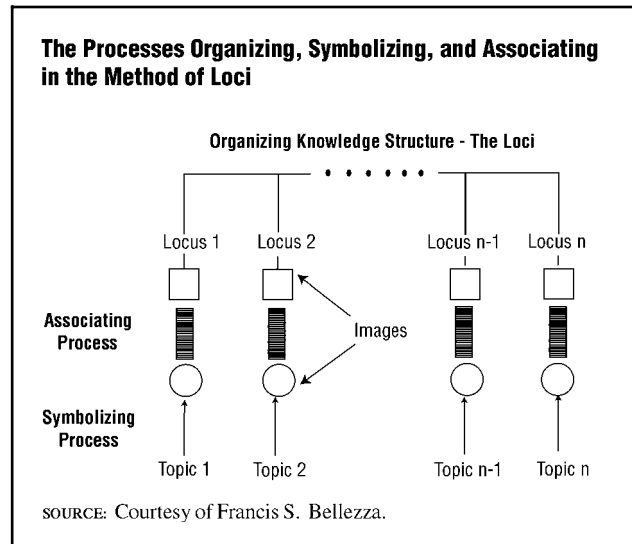 The Processes Organizing, Symbolizing, and Associating
in the Method of Loci
Organizing Knowledge Structure - The Loci
Locus 1
Locus 2
Locus n-1
Locus n
Associating
Process
Images
Symbolizing
Process
Topic 1
Topic 2
Topic n-1
Topic n
SOURCE: Courtesy of Francis S. Bellezza.